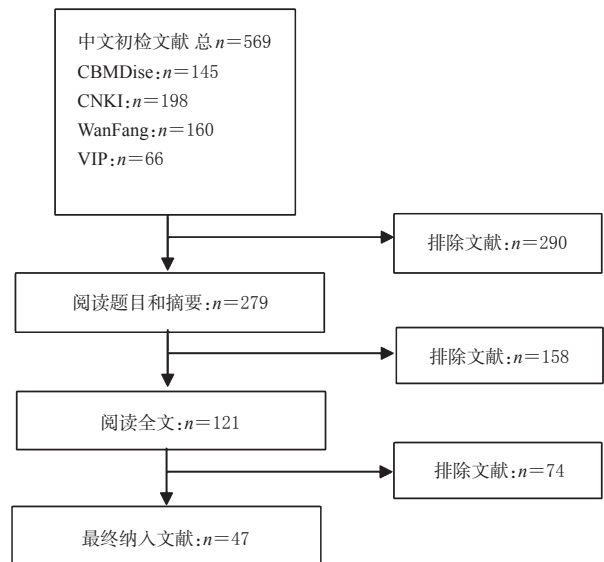 中文初检文献 总n=569
CBMDise:n=145
CNKI:n=198
WanFang:n=160
VIP:n=66
排除文献:n=290
阅读题目和摘要:n=279
排除文献:n=158
阅读全文:n=121
排除文献:n=74
最终纳入文献:n=47